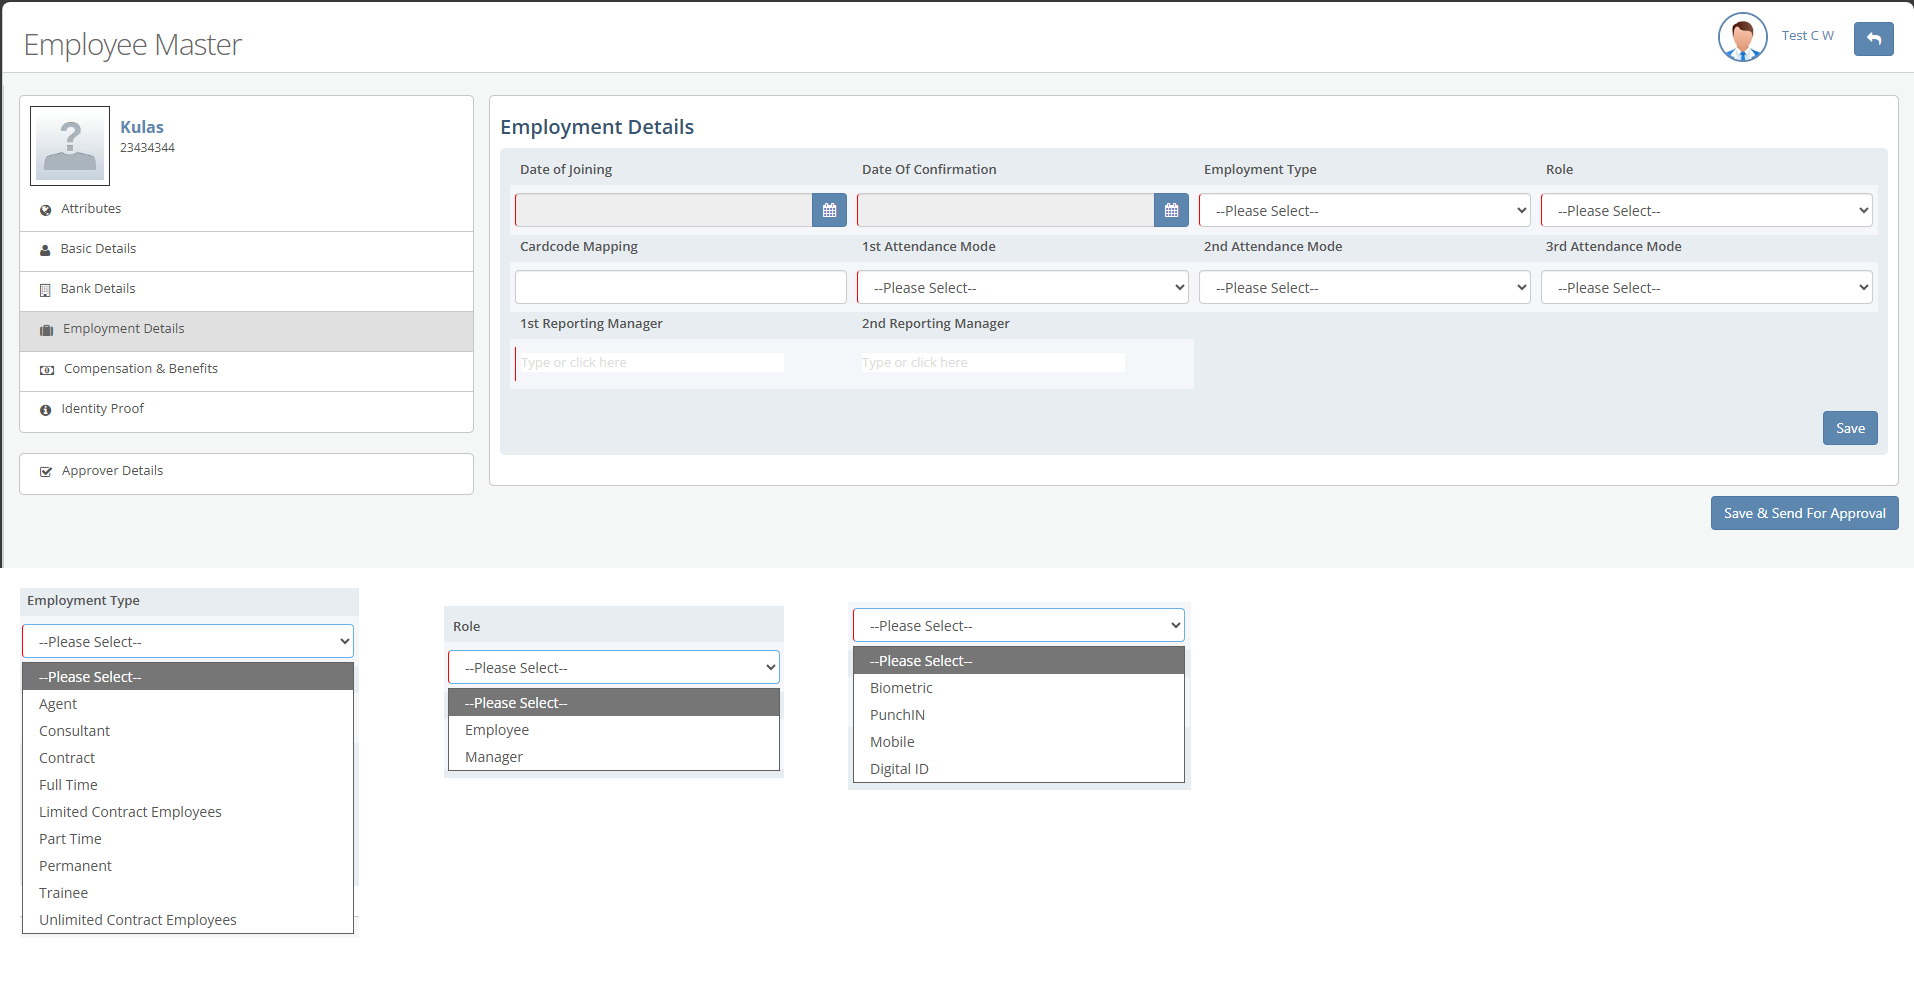 Employee Master
Test C W
Kulas
23434344
Attributes
Basic Details
Bank Details
Employment Details
Compensation & Benefits
Identity Proof
Approver Details
Employment Details
Date of Joining Date Of Confirmation Employment Type Role
--Please Select-- --Please Select--
Cardcode Mapping 1st Attendance Mode 2nd Attendance Mode 3rd Attendance Mode
--Please Select-- --Please Select-- --Please Select--
1st Reporting Manager 2nd Reporting Manager
Type or click here Type or click here
Save
Save & Send For Approval
Employment Type
--Please Select--
--Please Select--
Agent
Consultant
Contract
Full Time
Limited Contract Employees
Part Time
Permanent
Trainee
Unlimited Contract Employees
Role
--Please Select--
--Please Select--
Employee
Manager
--Please Select--
--Please Select--
Biometric
PunchIN
Mobile
Digital ID